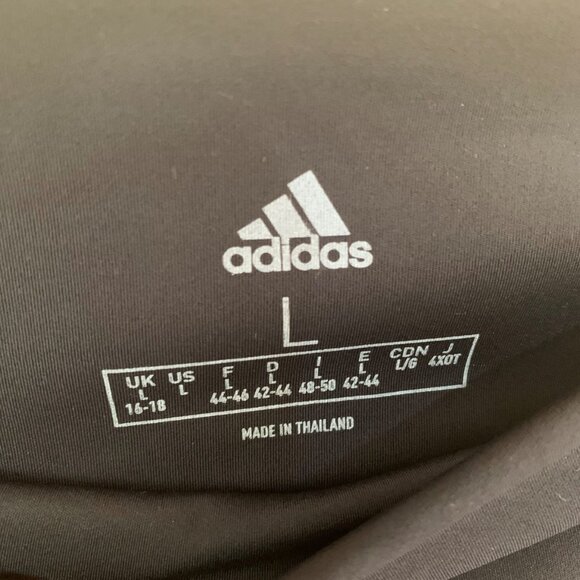 adidas
L
UK US F D I E CDN J
L L L L L L L/G 4XOT
16-18 44-46 42-44 48-50 42-44
MADE IN THAILAND